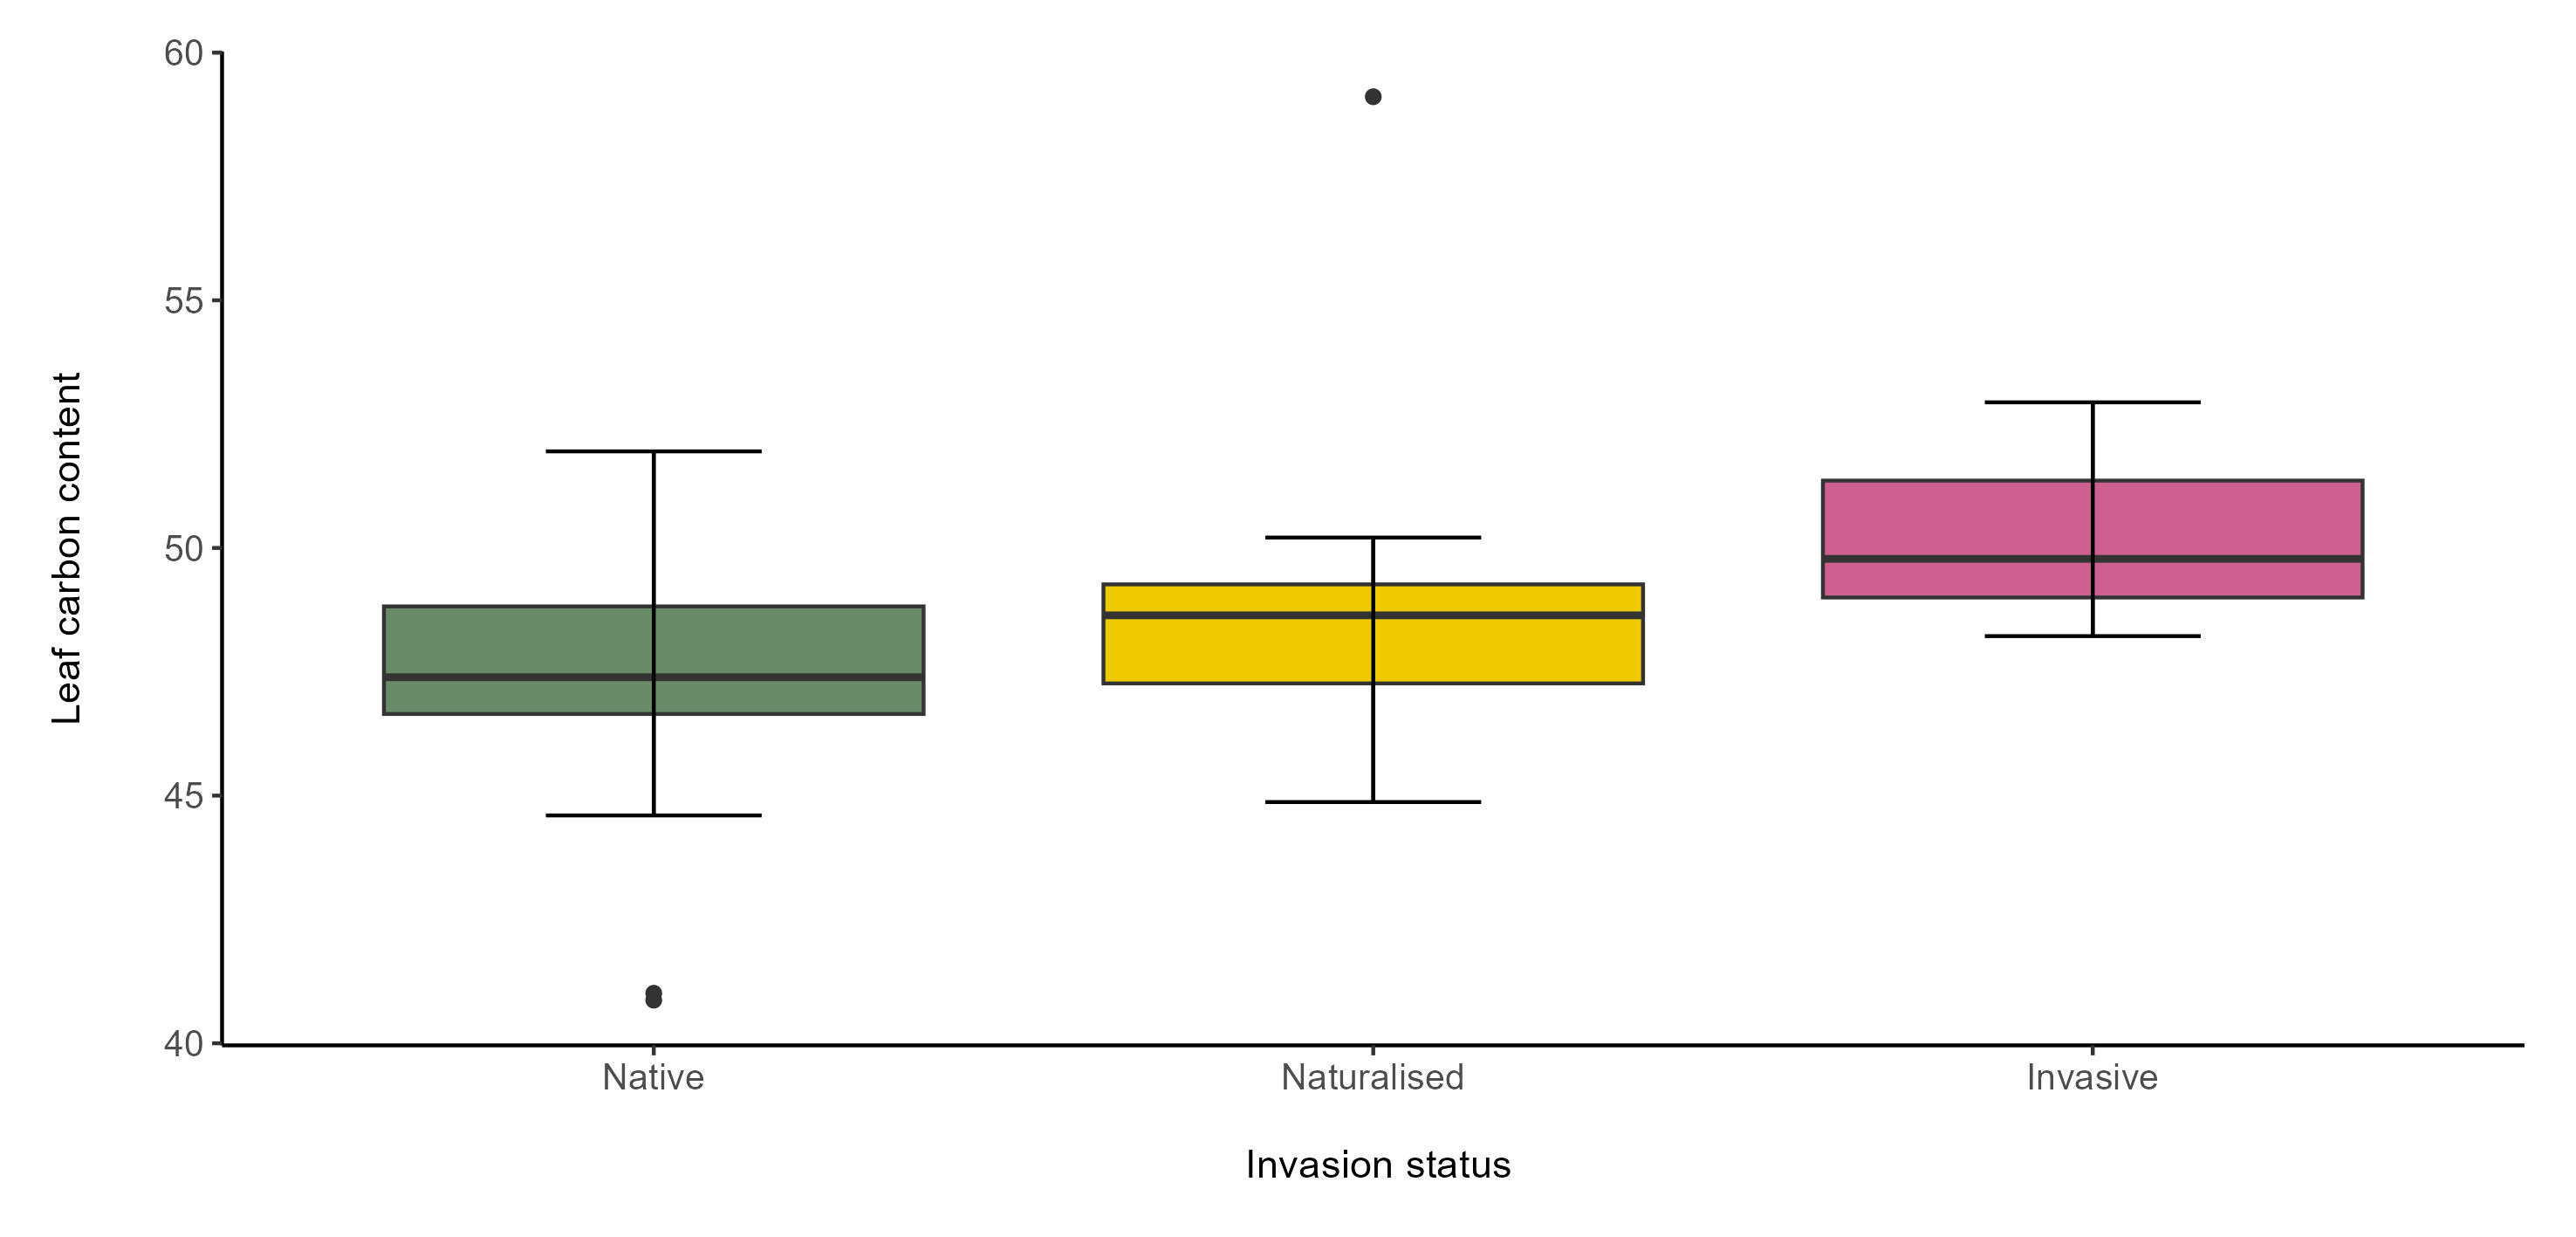 60
55
50
45
40
Leaf carbon content
Native
Naturalised
Invasive
Invasion status